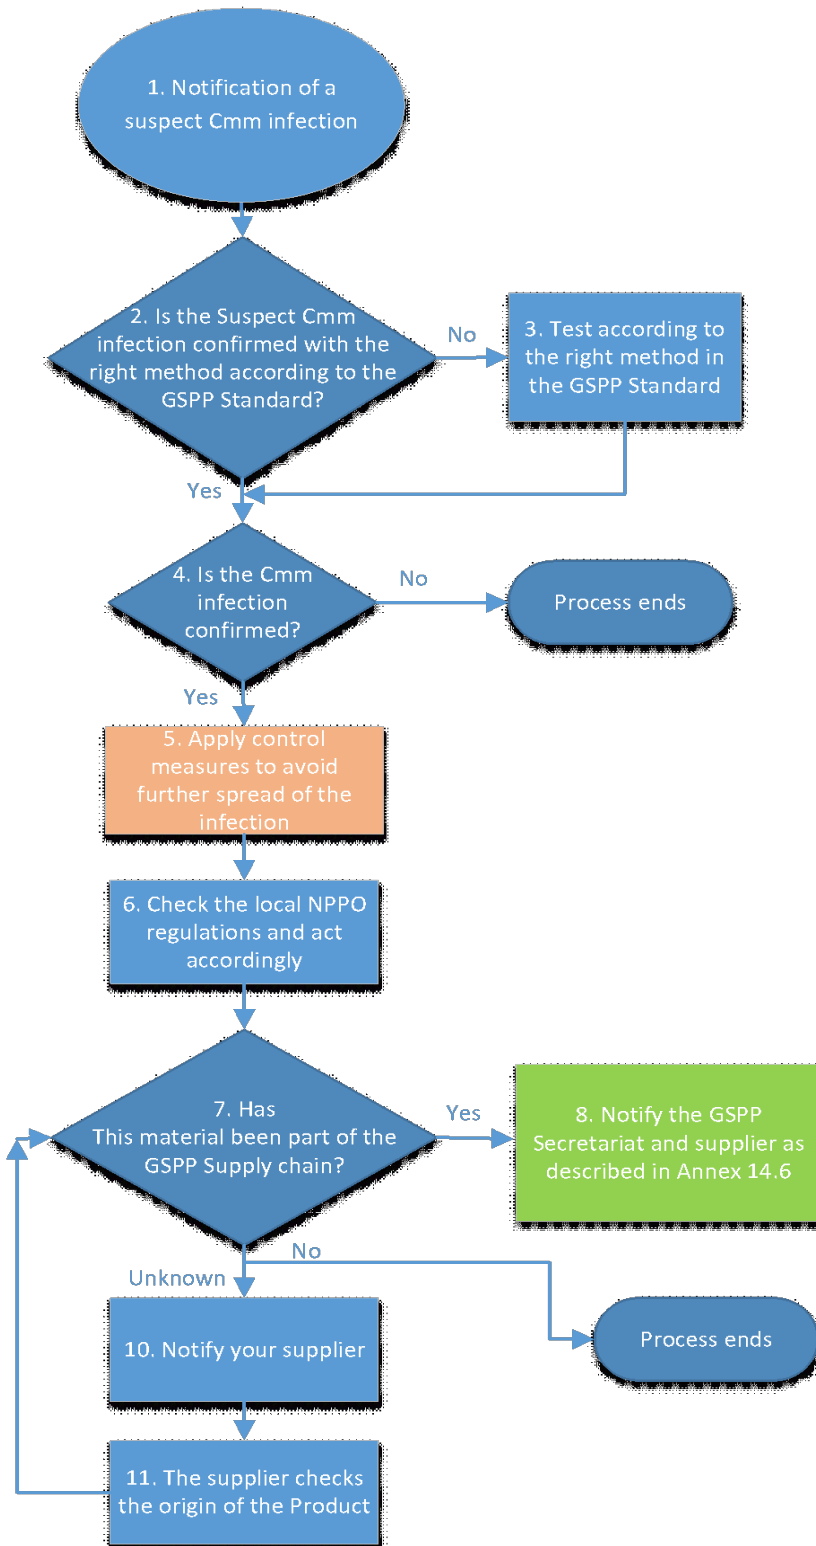 1. Notification of a
suspect Cmm infection
2. Is the Suspect Cmm
infection confirmed with the
right method according to the
GSPP Standard?
No
3. Test according to
the right method in
the GSPP Standard
Yes
4. Is the Cmm
infection
confirmed?
No
Process ends
Yes
5. Apply control
measures to avoid
further spread of the
infection
6. Check the local NPPO
regulations and act
accordingly
7. Has
This material been part of the
GSPP Supply chain?
Yes
8. Notify the GSPP
Secretariat and supplier as
described in Annex 14.6
No
Unknown
10. Notify your supplier
Process ends
11. The supplier checks
the origin of the Product